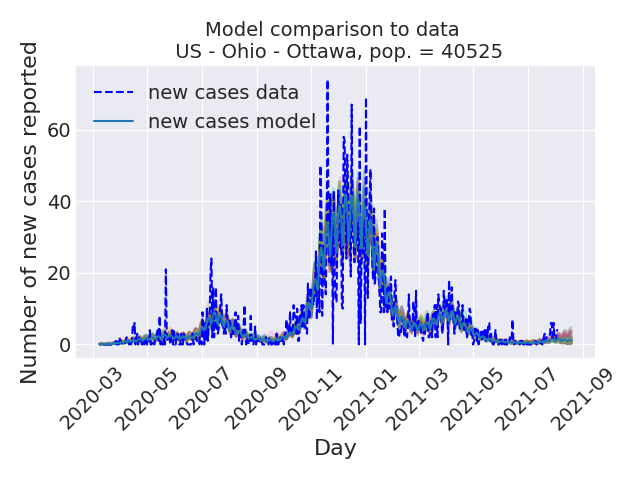 Model comparison to data
US - Ohio - Ottawa, pop. = 40525
Number of new cases reported
60
40
20
0
new cases data
new cases model
2020-03
2020-05
2020-07
2020-09
2020-11
2021-01
2021-03
2021-05
2021-07
2021-09
Day